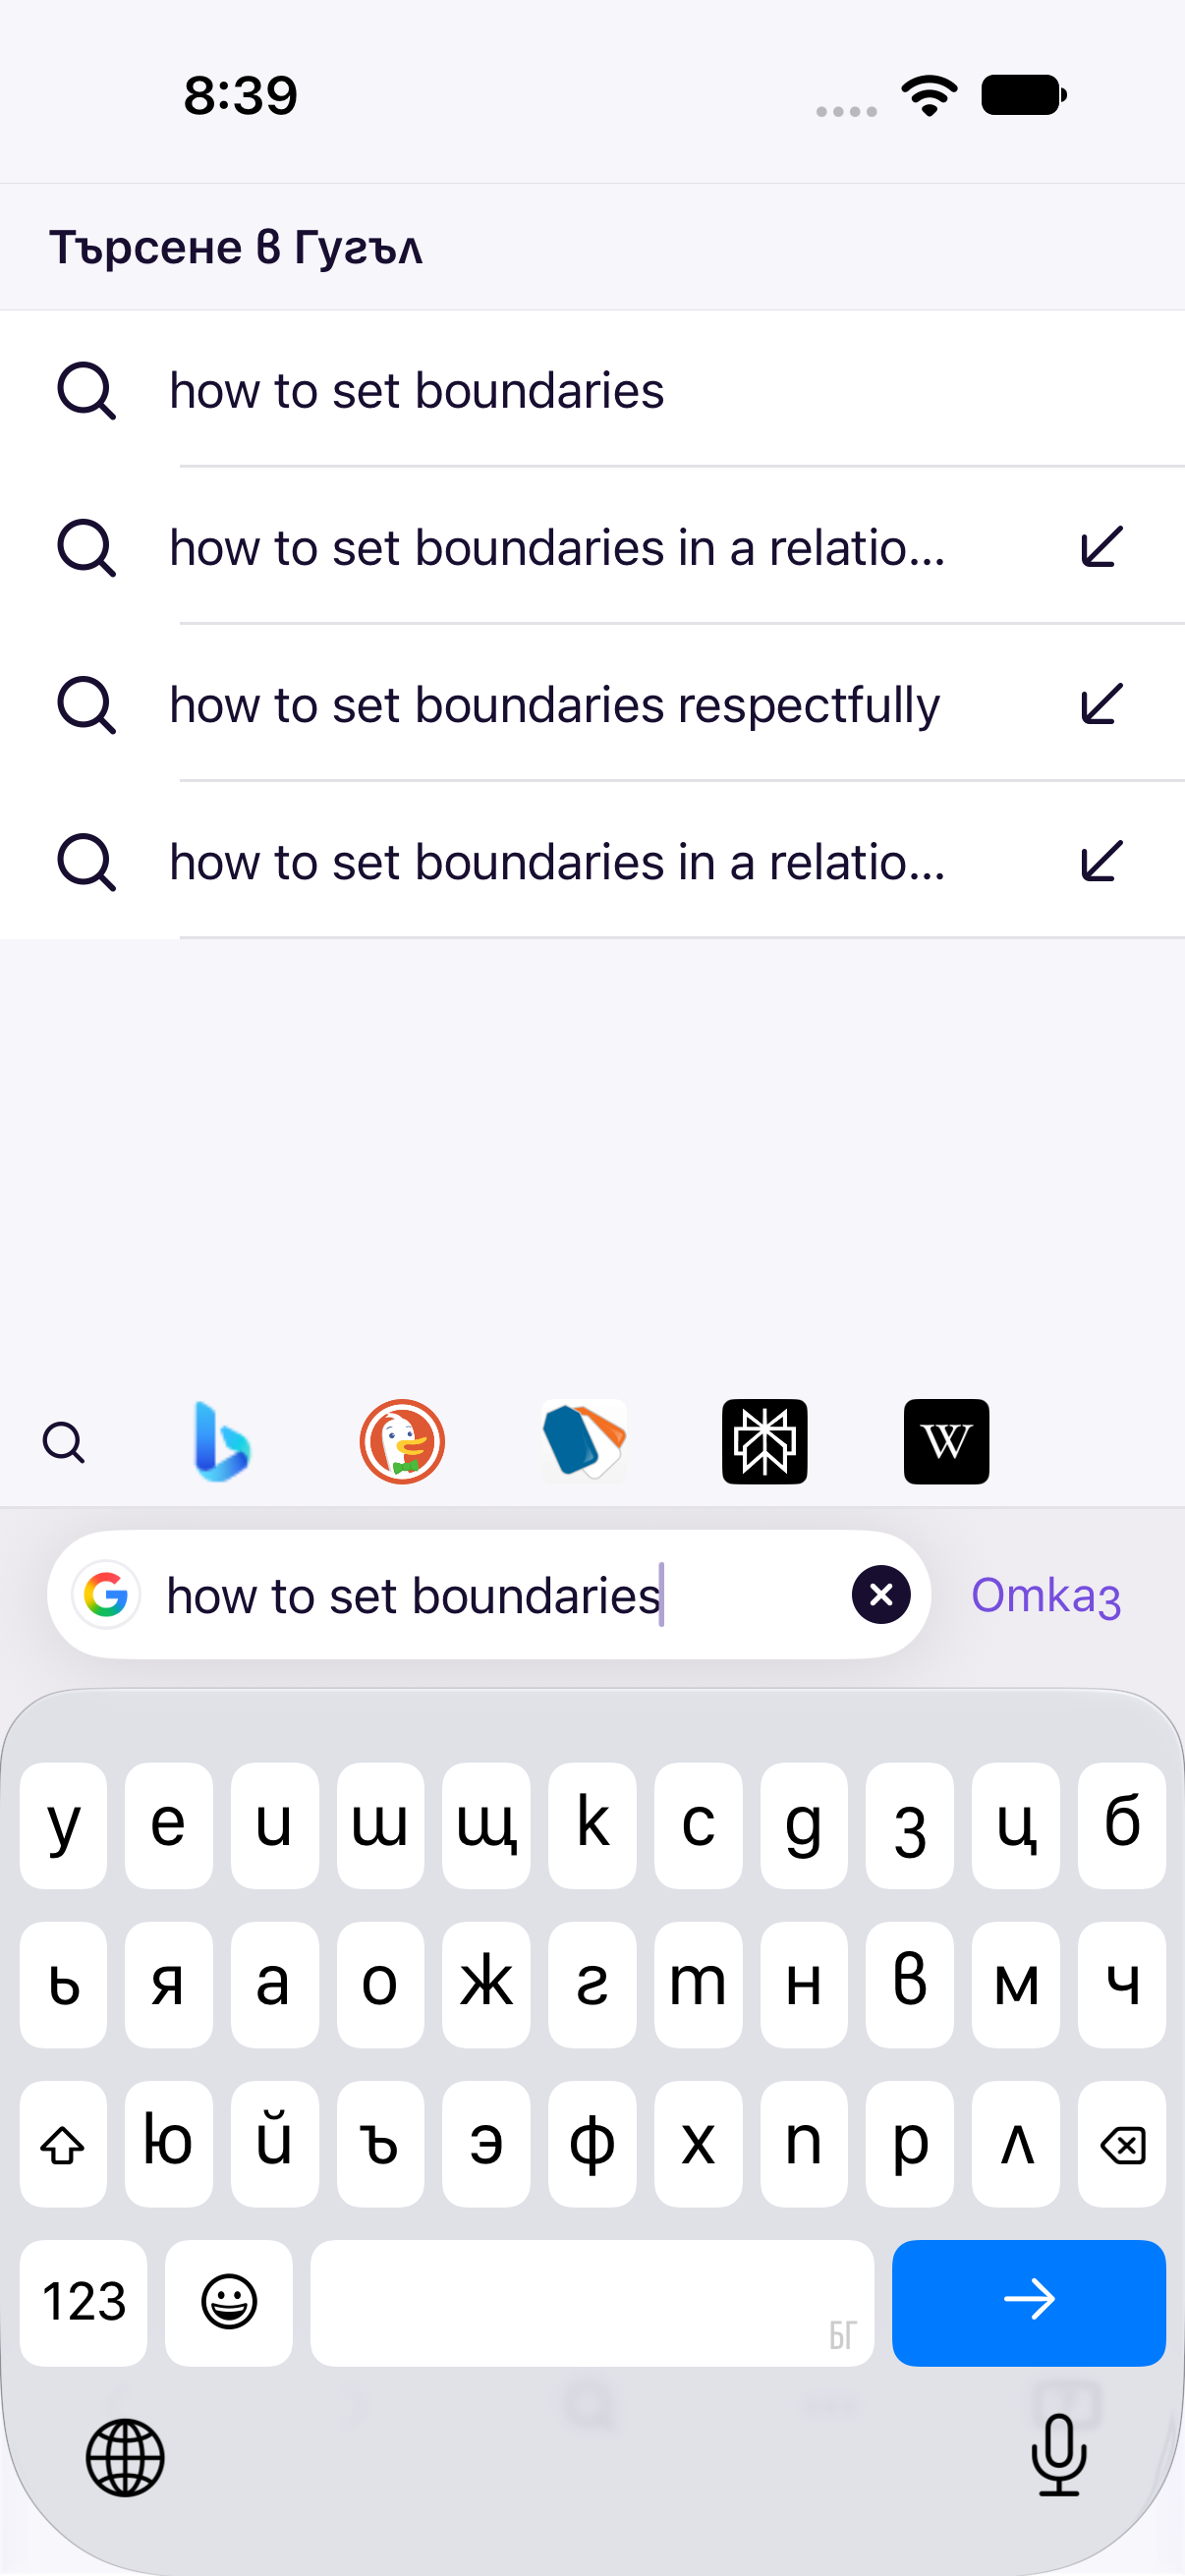 8:39
Търсене в Гугъл
how to set boundaries
how to set boundaries in a relatio...
how to set boundaries respectfully
how to set boundaries in a relatio...
W
how to set boundaries
Отказ
у е и ш щ к с д з ц б
ь я а о ж г т н в м ч
ю й ъ э ф х п р л
123
БГ